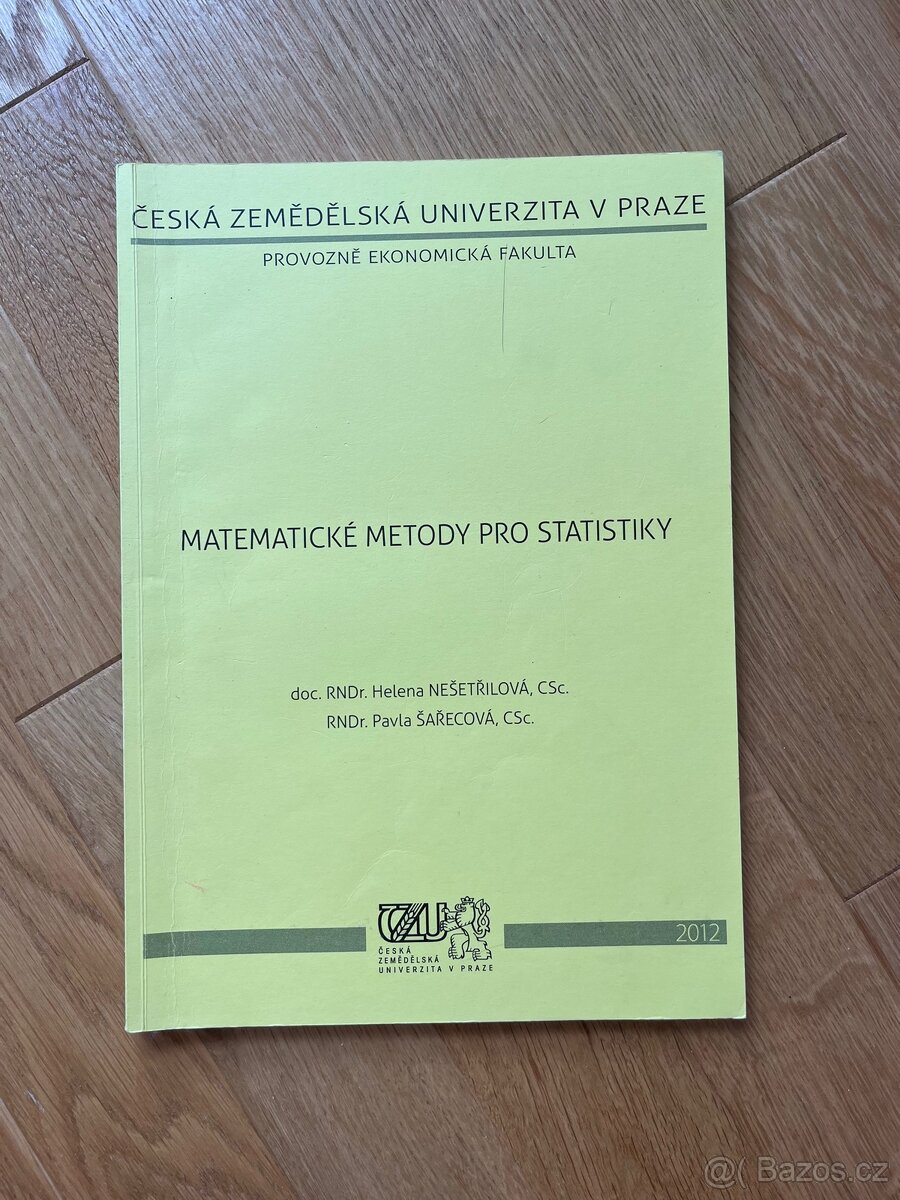 ČESKÁ ZEMĚDĚLSKÁ UNIVERZITA V PRAZE
PROVOZNĚ EKONOMICKÁ FAKULTA
MATEMATICKÉ METODY PRO STATISTIKY
doc. RNDr. Helena NEŠETŘILOVÁ, CSc.
RNDr. Pavla ŠAŘECOVÁ, CSc.
ČZU
ČESKÁ
ZEMĚDĚLSKÁ
UNIVERZITA V PRAZE
2012
@( Bazos.cz